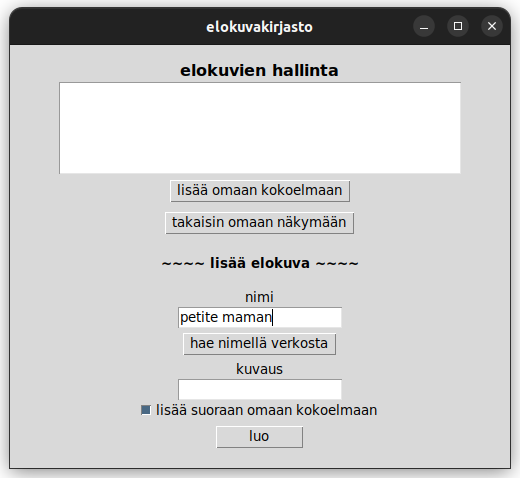 elokuvakirjasto
elokuvien hallinta
lisää omaan kokoelmaan
takaisin omaan näkymään
~~~~ lisää elokuva ~~~~
nimi
petite maman
hae nimellä verkosta
kuvaus
lisää suoraan omaan kokoelmaan
luo